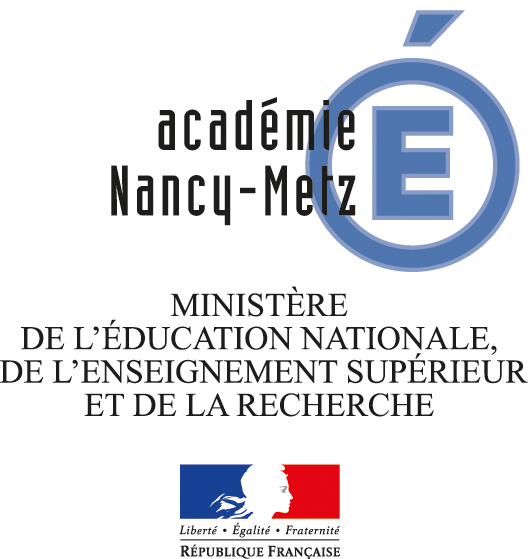 académie
Nancy-Metz
É
MINISTÈRE
DE L'ÉDUCATION NATIONALE,
DE L'ENSEIGNEMENT SUPÉRIEUR
ET DE LA RECHERCHE
Liberté • Égalité • Fraternité
RÉPUBLIQUE FRANÇAISE